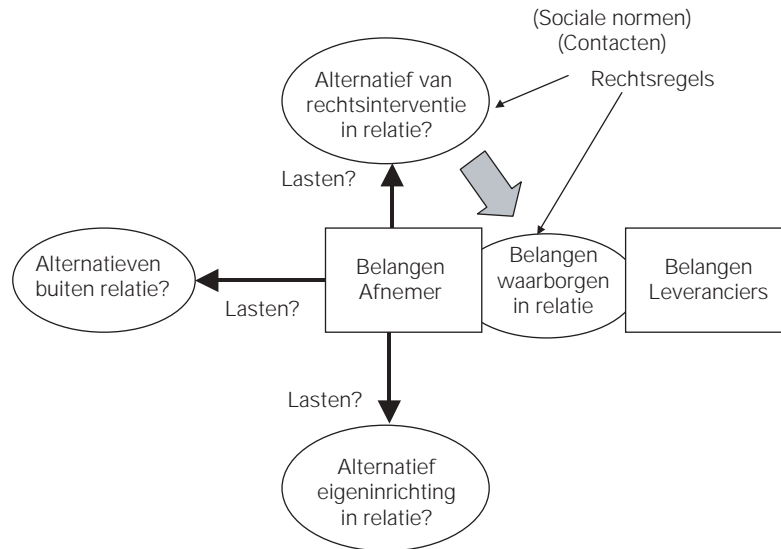 (Sociale normen)
(Contacten)
Rechtsregels
Alternatief van
rechtsinterventie
in relatie?
Lasten?
Alternatieven
buiten relatie?
Lasten?
Belangen
Afnemer
Belangen
waarborgen
in relatie
Belangen
Leveranciers
Lasten?
Alternatief
eigeninrichting
in relatie?